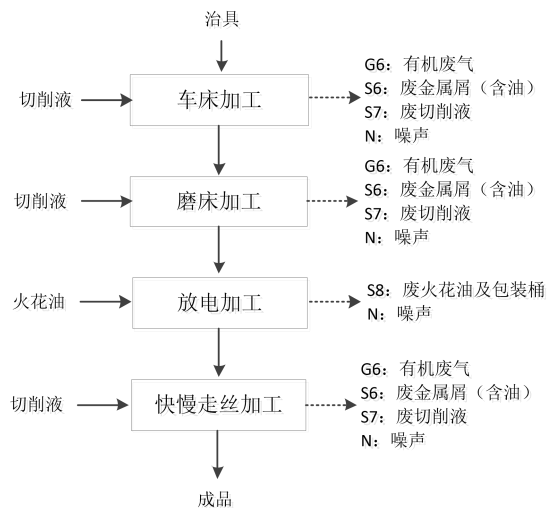 治具
切削液
车床加工
G6：有机废气
S6：废金属屑（含油）
S7：废切削液
N：噪声
切削液
磨床加工
G6：有机废气
S6：废金属屑（含油）
S7：废切削液
N：噪声
火花油
放电加工
S8：废火花油及包装桶
N：噪声
切削液
快慢走丝加工
G6：有机废气
S6：废金属屑（含油）
S7：废切削液
N：噪声
成品